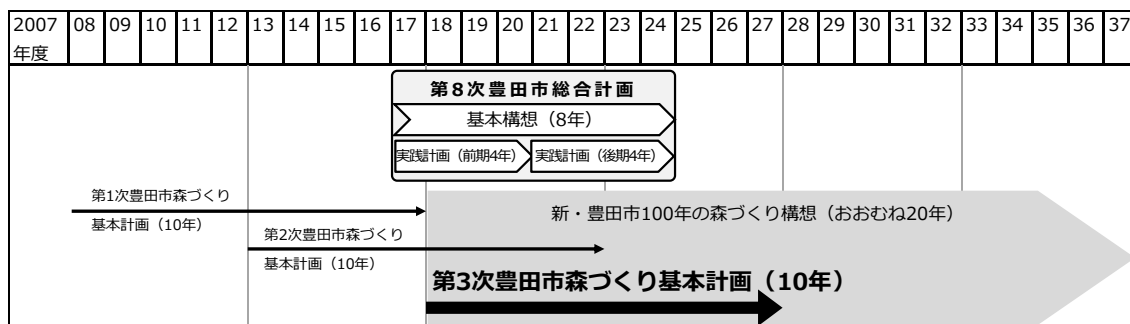 2007 08 09 10 11 12 13 14 15 16 17 18 19 20 21 22 23 24 25 26 27 28 29 30 31 32 33 34 35 36 37
年度
第8次豊田市総合計画
基本構想（8年）
実践計画（前期4年） 実践計画（後期4年）
第1次豊田市森づくり
基本計画（10年）
新・豊田市100年の森づくり構想（おおむね20年）
第2次豊田市森づくり
基本計画（10年）
第3次豊田市森づくり基本計画（10年）